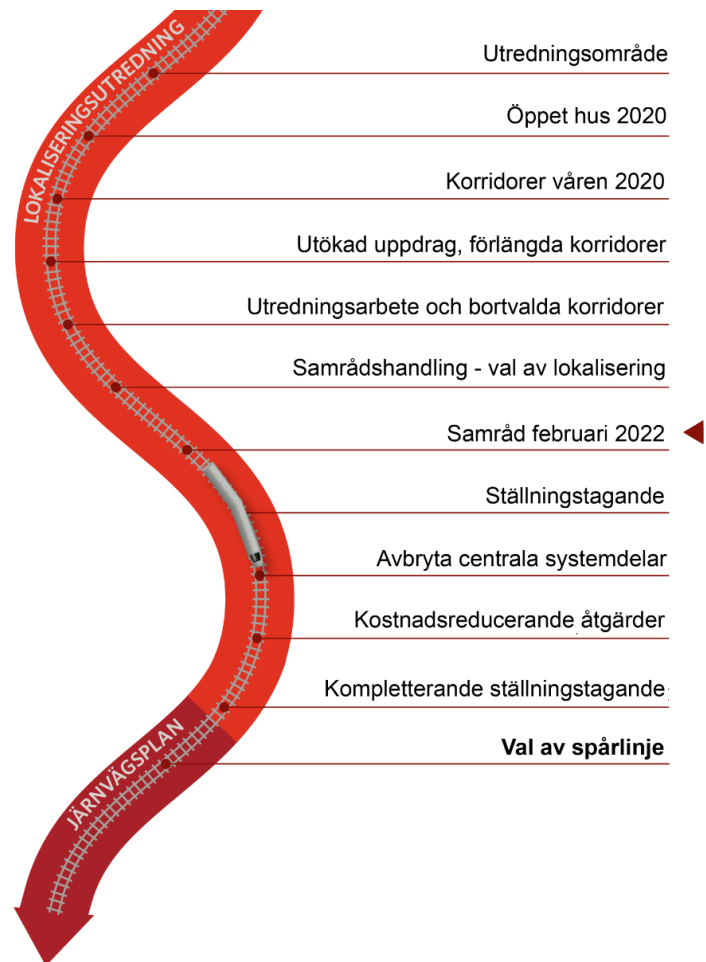 LOKALISERINGSUTREDNING
Utredningsområde
Öppet hus 2020
Korridorer våren 2020
Utökad uppdrag, förlängda korridorer
Utredningsarbete och bortvalda korridorer
Samrådshandling - val av lokalisering
Samråd februari 2022
Ställningstagande
Avbryta centrala systemdelar
Kostnadsreducerande åtgärder
Kompletterande ställningstagande
Val av spårlinje
JÄRNVÄGSPLAN